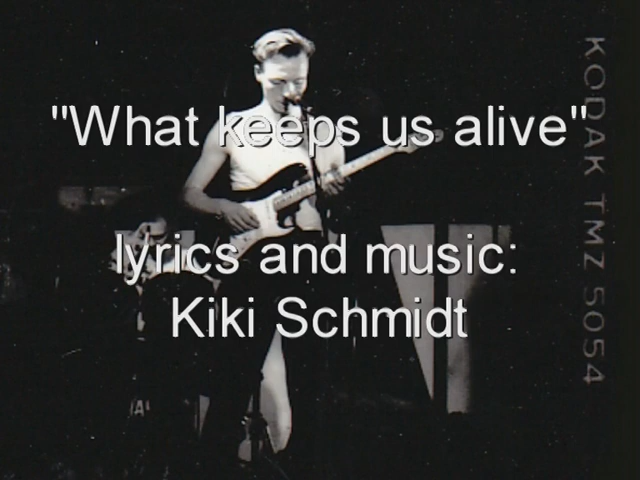 "What keeps us alive"
lyrics and music:
Kiki Schmidt
KODAK TMZ 5054